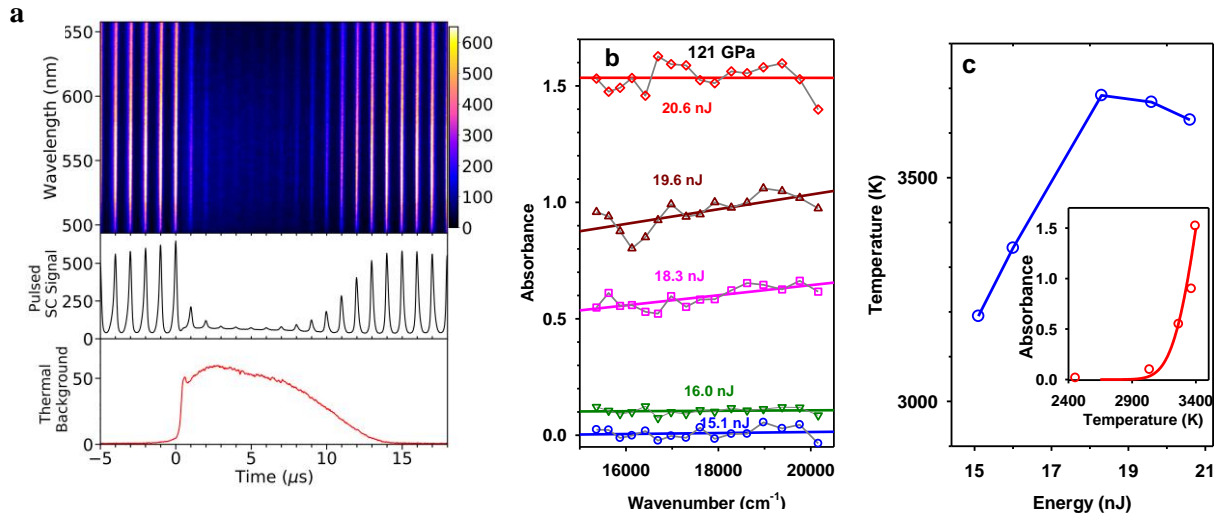 a
Wavelength (nm)
650
600
550
500
600
500
400
300
200
100
0
Pulsed
SC Signal
500
250
0
Thermal
Background
50
0
−5
0
5
10
15
Time (μs)
b
121 GPa
Absorbance
1.5
1.0
0.5
0.0
20.6 nJ
19.6 nJ
18.3 nJ
16.0 nJ
15.1 nJ
16000
18000
20000
Wavenumber (cm⁻¹)
c
Temperature (K)
3500
3000
15
17
19
21
Energy (nJ)
Absorbance
1.5
1.0
0.5
0.0
2400
2900
3400
Temperature (K)